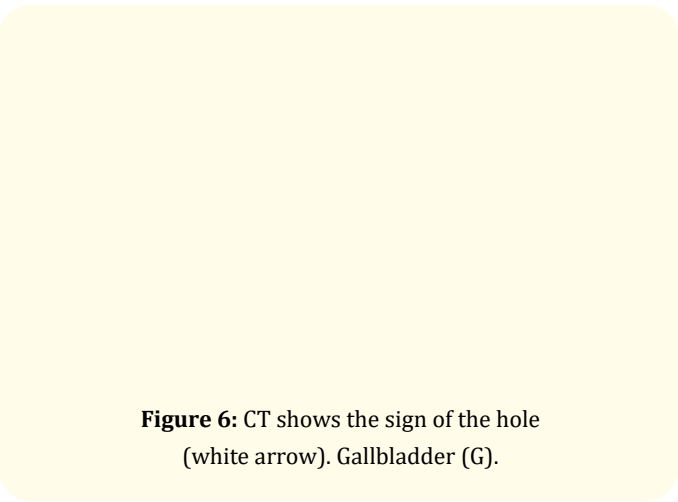 Figure 6: CT shows the sign of the hole
(white arrow). Gallbladder (G).